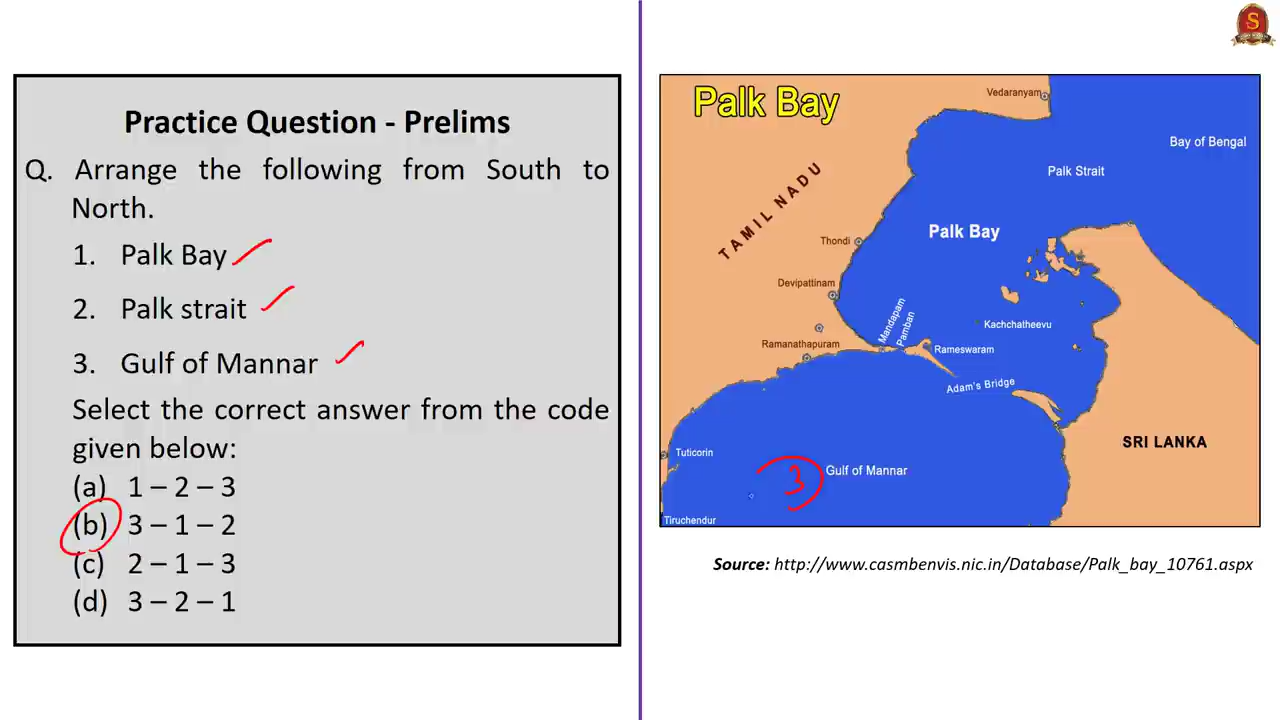 Practice Question - Prelims
Q. Arrange the following from South to
North.
1. Palk Bay
2. Palk strait
3. Gulf of Mannar
Select the correct answer from the code
given below:
(a) 1 – 2 – 3
(b) 3 – 1 – 2
(c) 2 – 1 – 3
(d) 3 – 2 – 1
S
Palk Bay
Vedaranyam
Bay of Bengal
Palk Strait
TAMIL NADU
Palk Bay
Thondi
Devipattinam
Mandapam
Pamban
Kachchatheevu
Ramanathapuram
Rameswaram
Adam's Bridge
SRI LANKA
Tuticorin
3
Gulf of Mannar
Tiruchendur
Source: http://www.casmbenvis.nic.in/Database/Palk_bay_10761.aspx